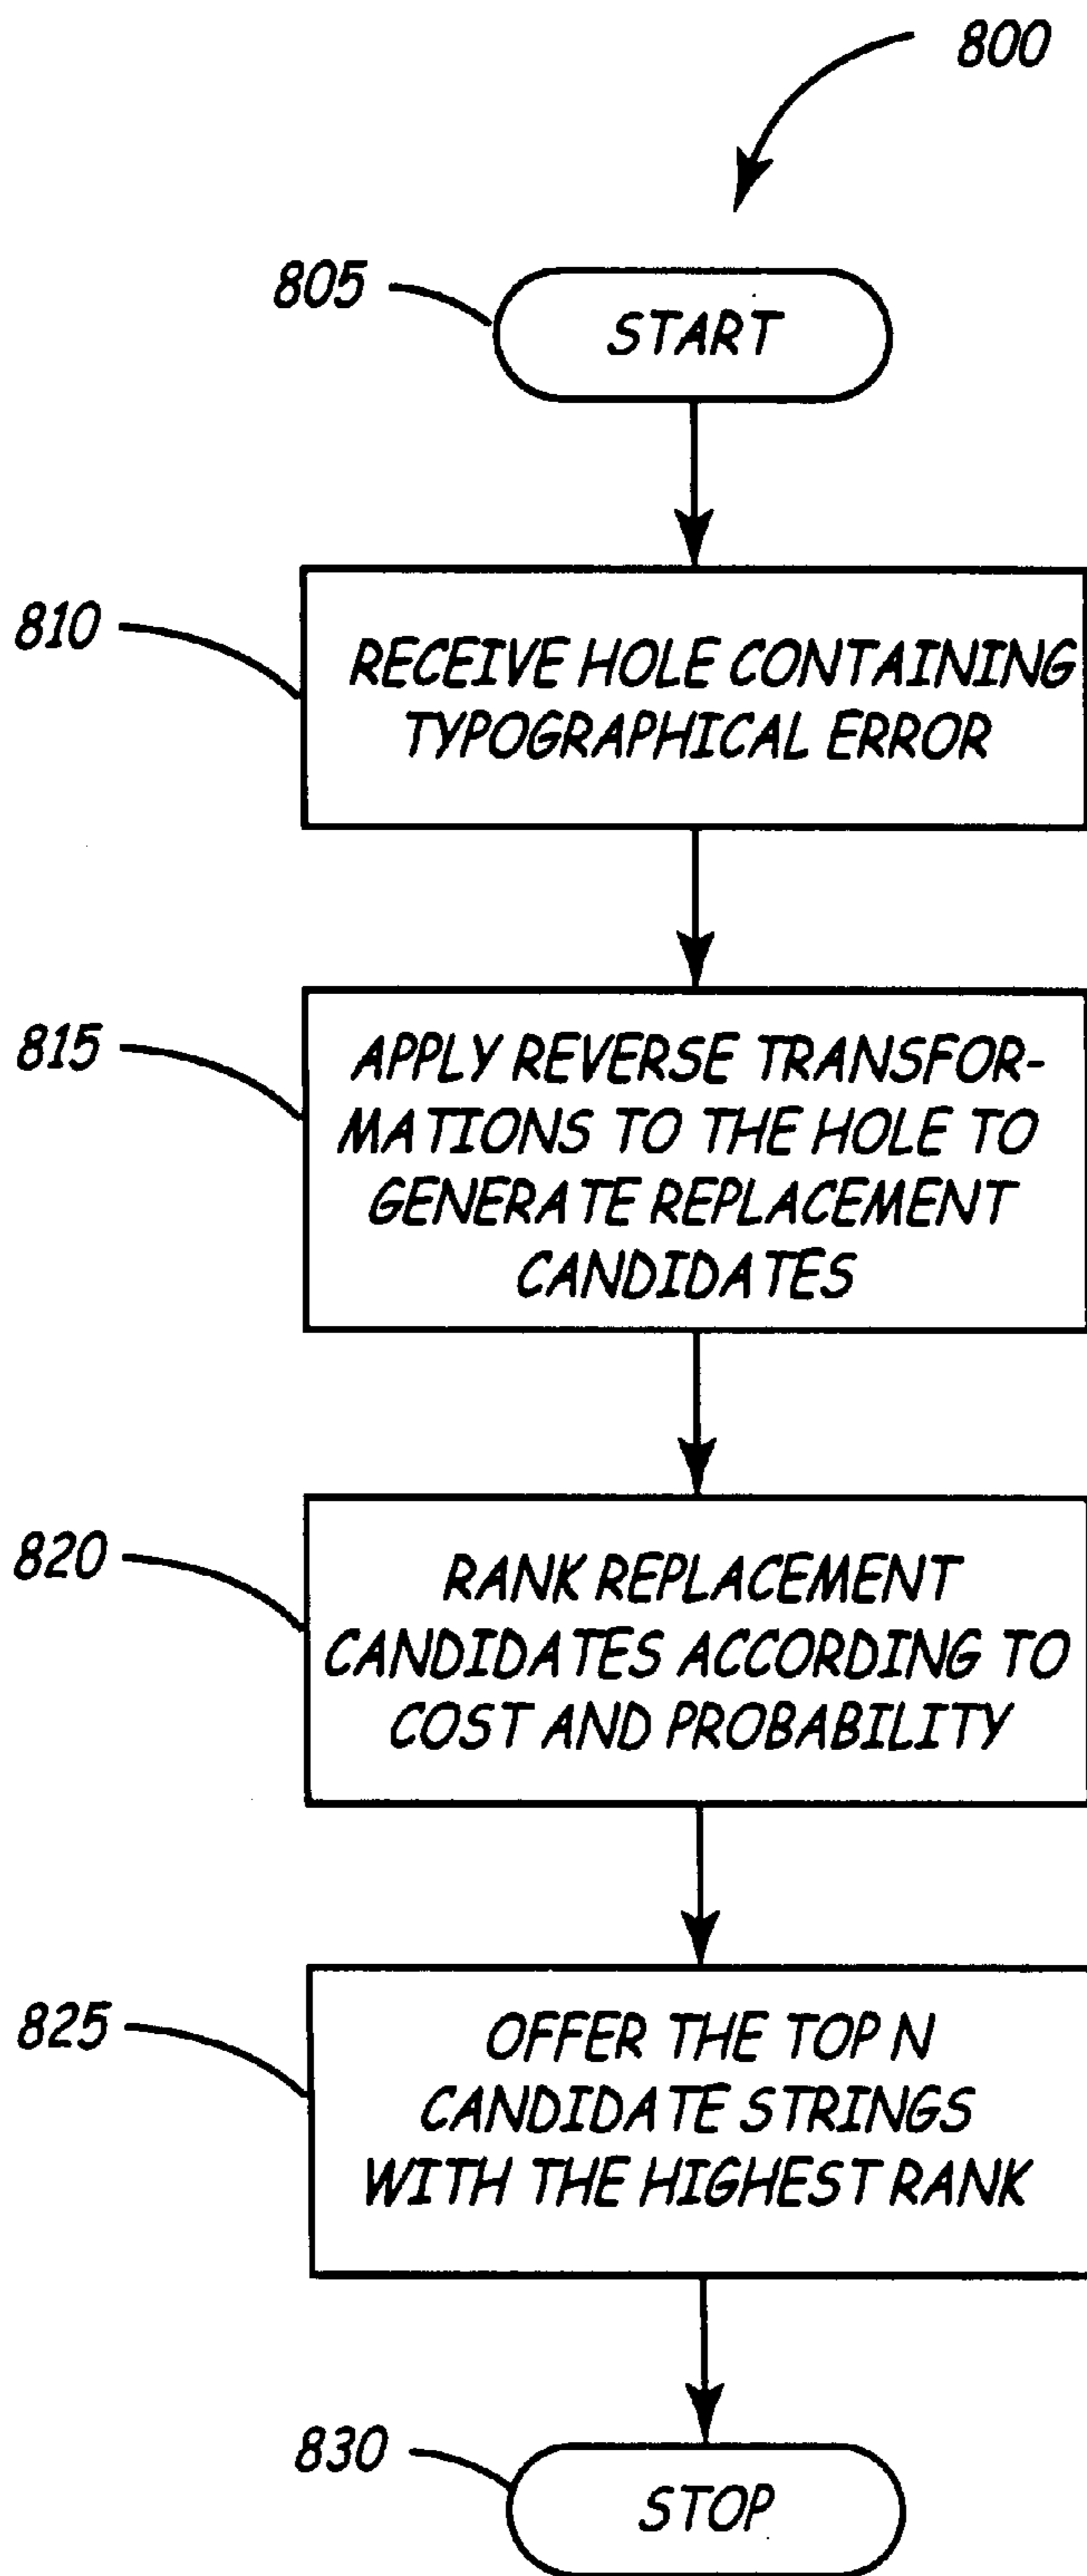 800
805
START
810
RECEIVE HOLE CONTAINING
TYPOGRAPHICAL ERROR
815
APPLY REVERSE TRANSFOR-
MATIONS TO THE HOLE TO
GENERATE REPLACEMENT
CANDIDATES
820
RANK REPLACEMENT
CANDIDATES ACCORDING TO
COST AND PROBABILITY
825
OFFER THE TOP N
CANDIDATE STRINGS
WITH THE HIGHEST RANK
830
STOP